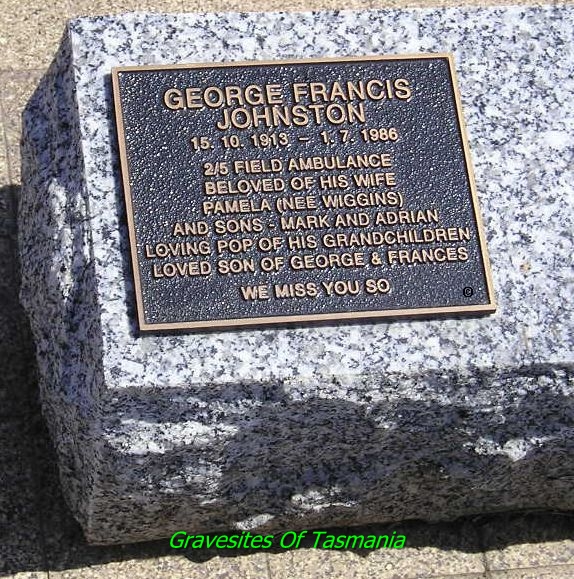 GEORGE FRANCIS
JOHNSTON
15. 10. 1913 – 1. 7. 1986
2/5 FIELD AMBULANCE
BELOVED OF HIS WIFE
PAMELA (NEE WIGGINS)
AND SONS - MARK AND ADRIAN
LOVING POP OF HIS GRANDCHILDREN
LOVED SON OF GEORGE & FRANCES
WE MISS YOU SO
Gravesites Of Tasmania